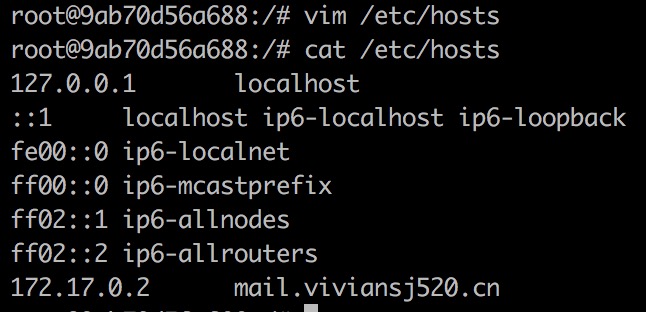 root@9ab70d56a688:/# vim /etc/hosts
root@9ab70d56a688:/# cat /etc/hosts
127.0.0.1 localhost
::1 localhost ip6-localhost ip6-loopback
fe00::0 ip6-localnet
ff00::0 ip6-mcastprefix
ff02::1 ip6-allnodes
ff02::2 ip6-allrouters
172.17.0.2 mail.viviansj520.cn